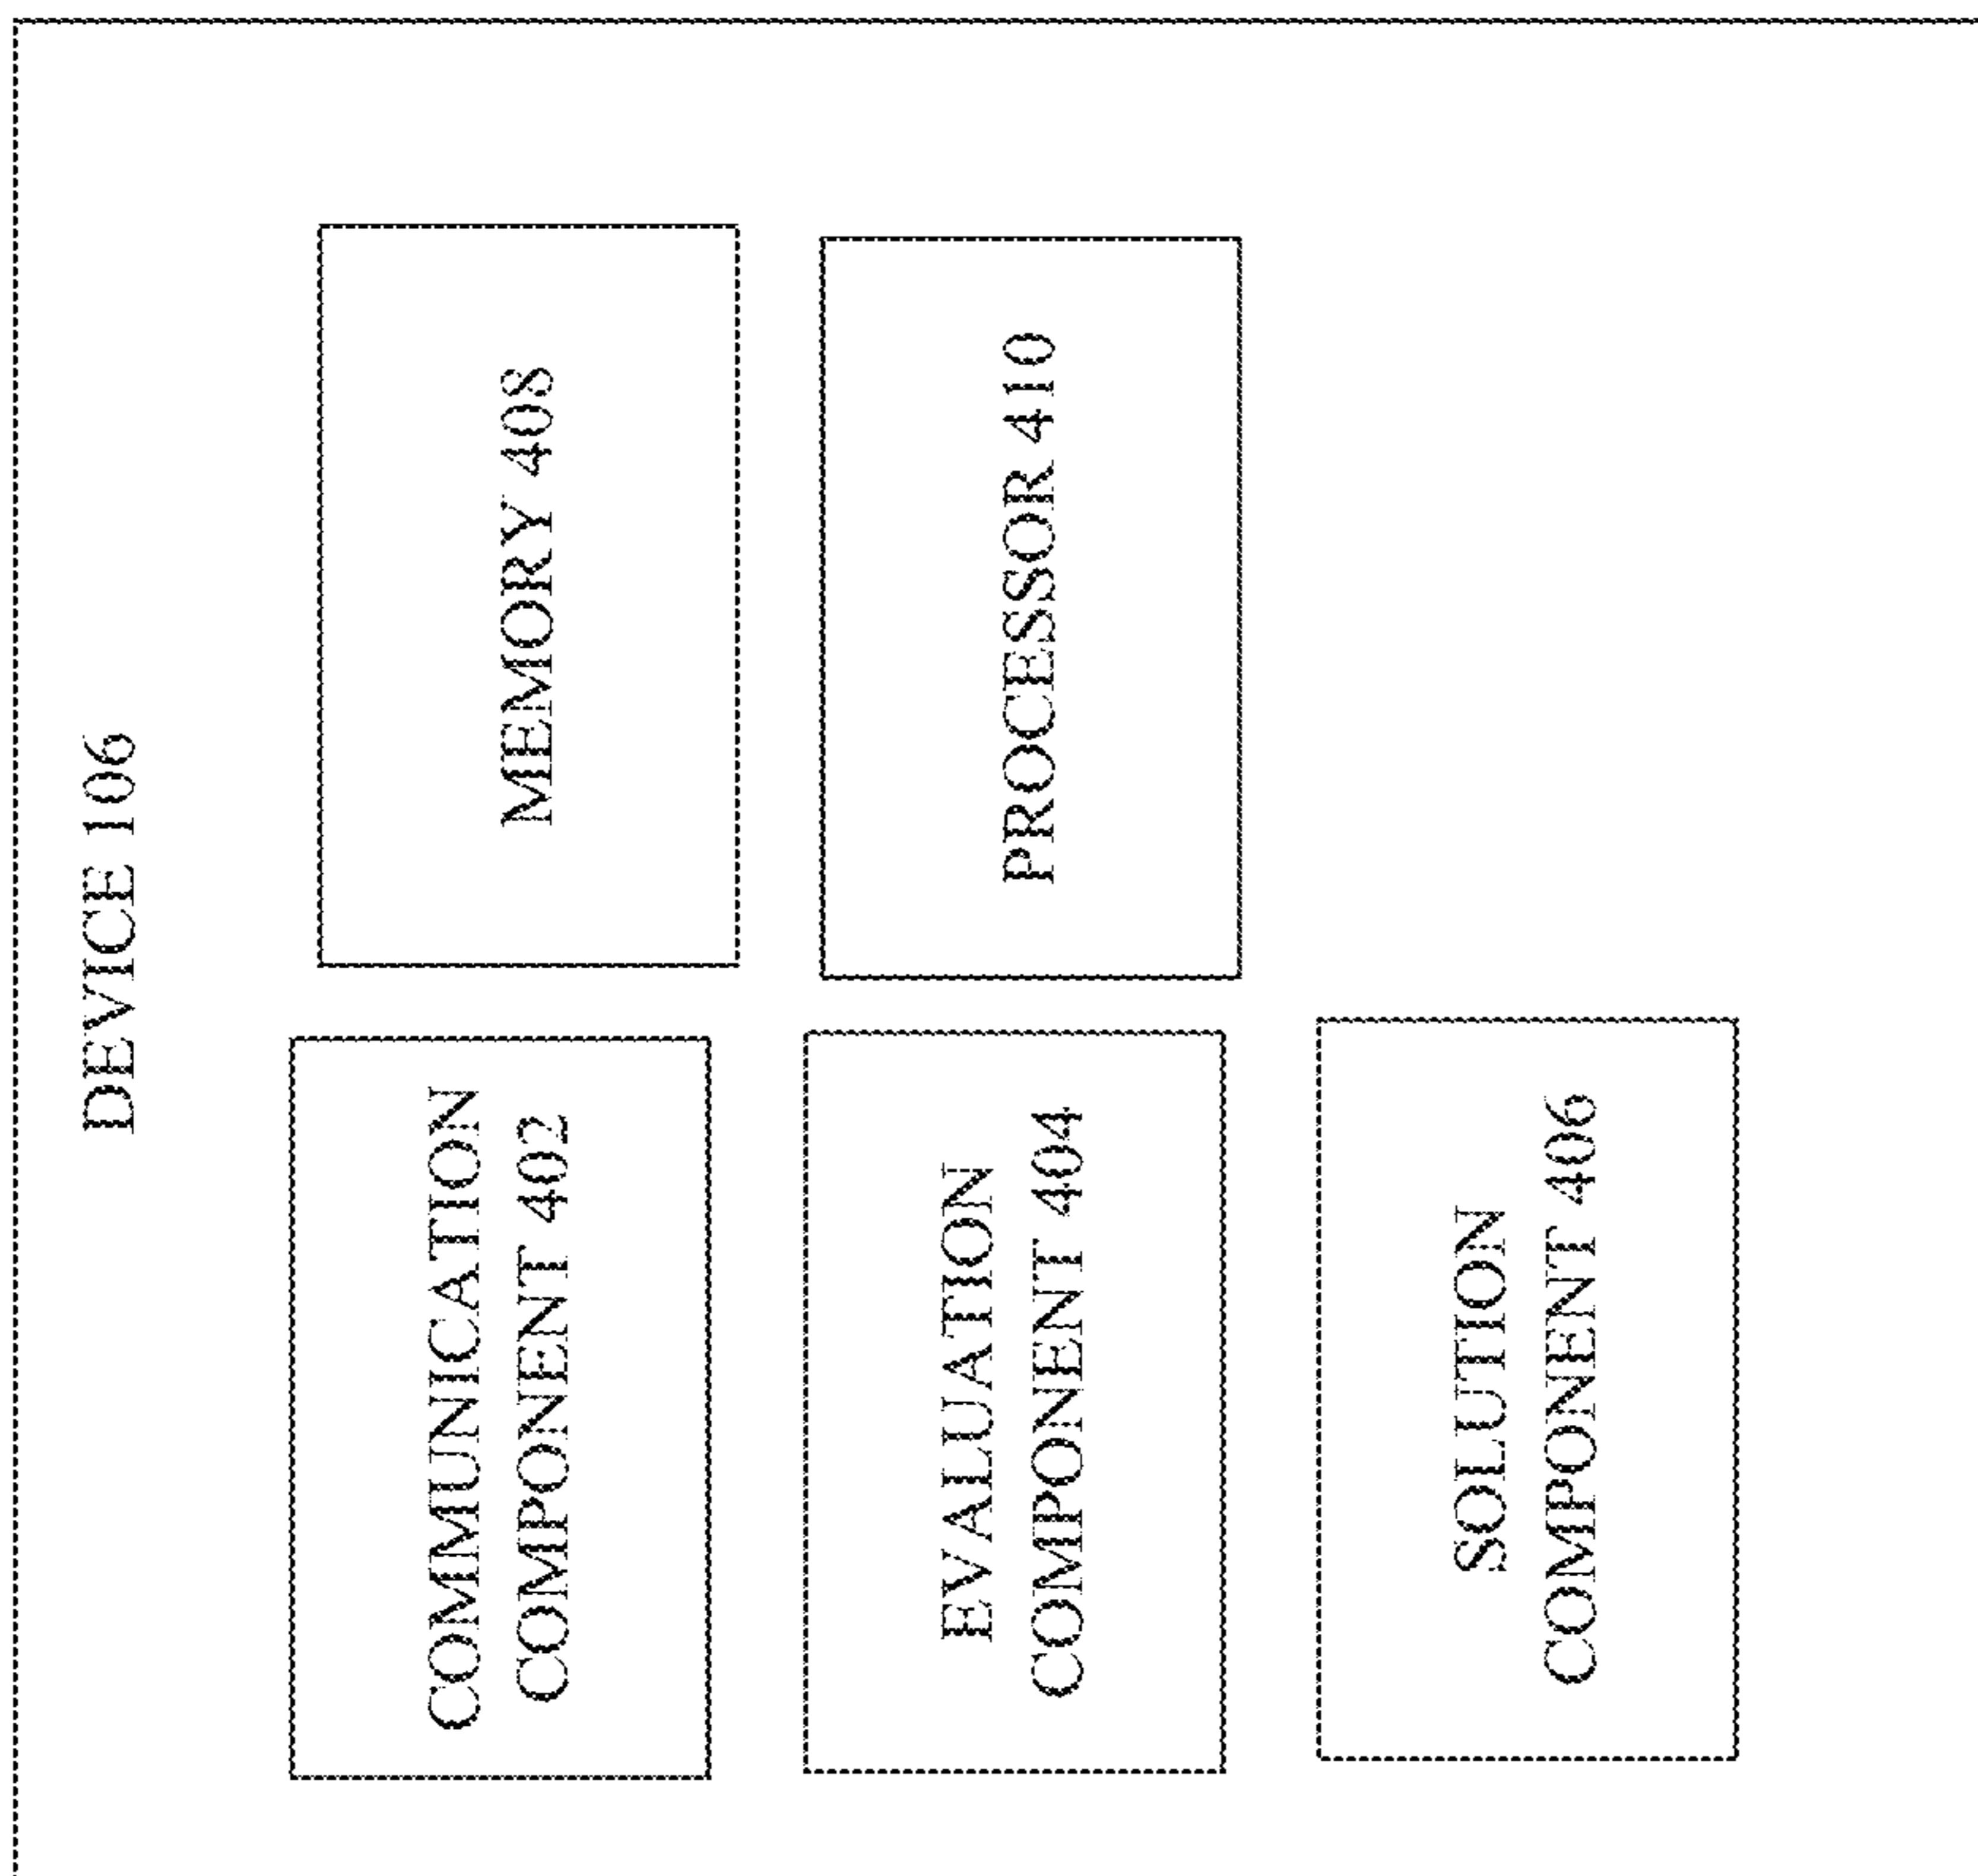 DEVICE 106
COMMUNICATION
COMPONENT 402
MEMORY 408
EVALUATION
COMPONENT 404
PROCESSOR 410
SOLUTION
COMPONENT 406